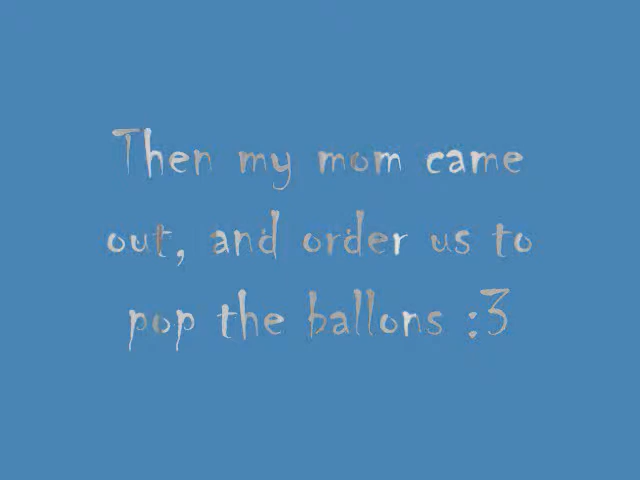 Then my mom came
out, and order us to
pop the ballons :3